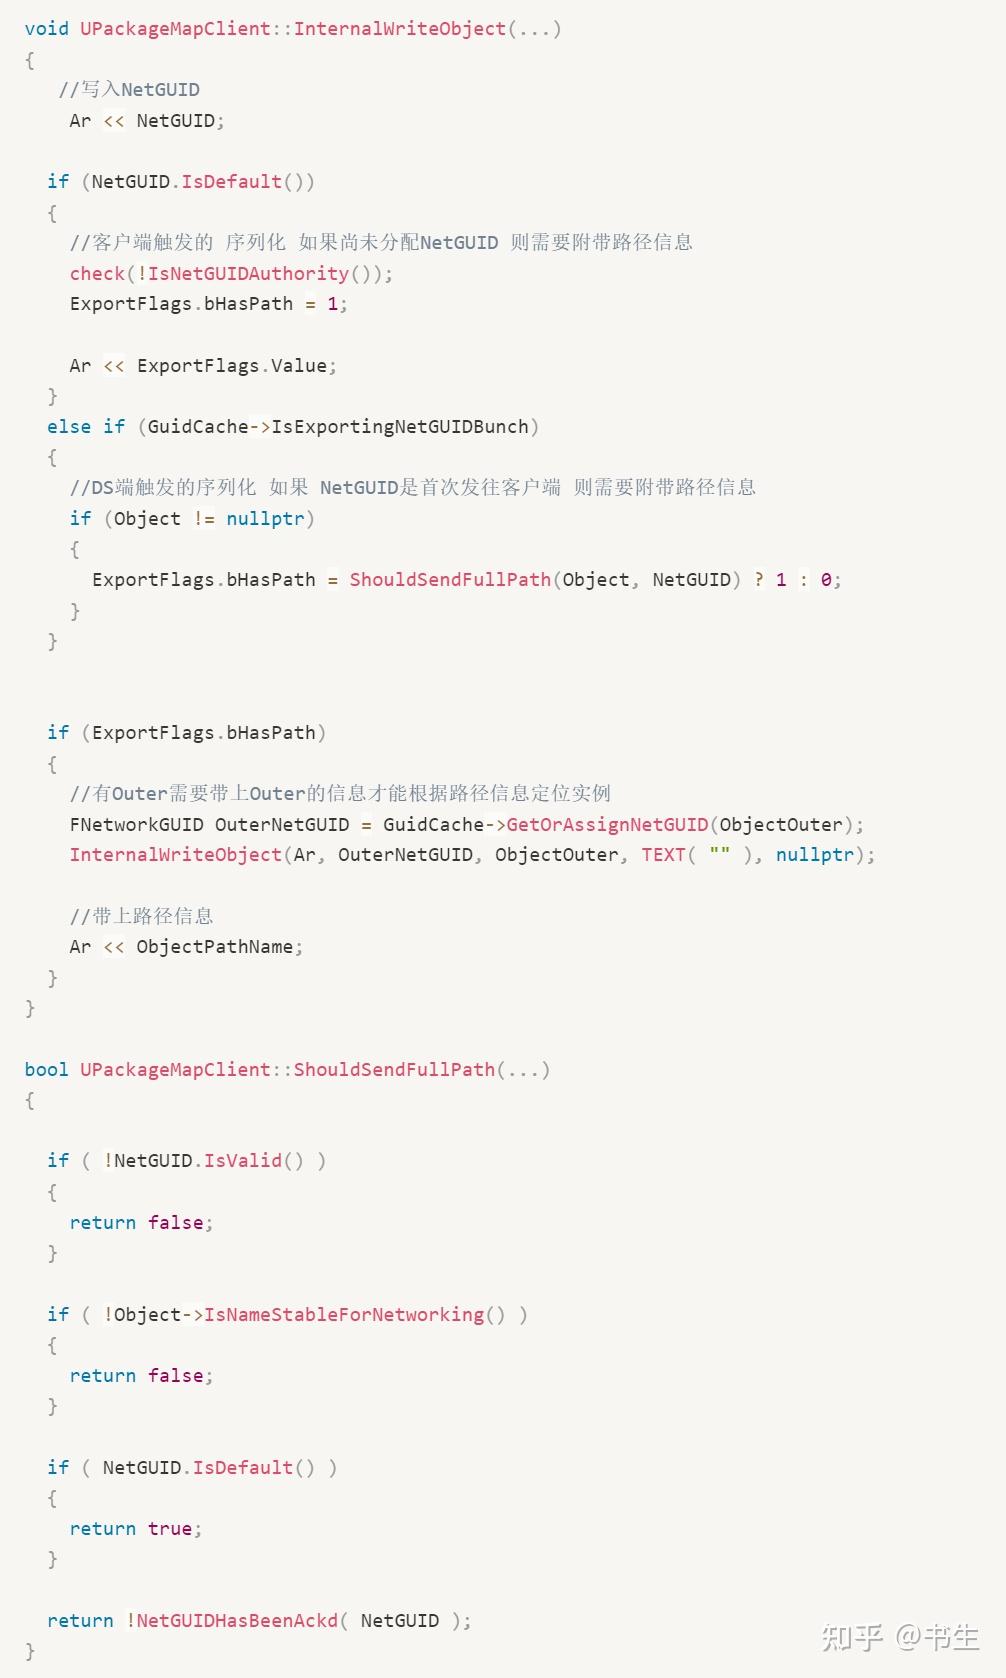 void UPackageMapClient::InternalWriteObject(...)
{
//写入NetGUID
Ar << NetGUID;
if (NetGUID.IsDefault())
{
//客户端触发的 序列化 如果尚未分配NetGUID 则需要附带路径信息
check(!IsNetGUIDAuthority());
ExportFlags.bHasPath = 1;
Ar << ExportFlags.Value;
}
else if (GuidCache->IsExportingNetGUIDBunch)
{
//DS端触发的序列化 如果 NetGUID是首次发往客户端 则需要附带路径信息
if (Object != nullptr)
{
ExportFlags.bHasPath = ShouldSendFullPath(Object, NetGUID) ? 1 : 0;
}
}
if (ExportFlags.bHasPath)
{
//有Outer需要带上Outer的信息才能根据路径信息定位实例
FNetworkGUID OuterNetGUID = GuidCache->GetOrAssignNetGUID(ObjectOuter);
InternalWriteObject(Ar, OuterNetGUID, ObjectOuter, TEXT( "" ), nullptr);
//带上路径信息
Ar << ObjectPathName;
}
}
bool UPackageMapClient::ShouldSendFullPath(...)
{
if ( !NetGUID.IsValid() )
{
return false;
}
if ( !Object->IsNameStableForNetworking() )
{
return false;
}
if ( NetGUID.IsDefault() )
{
return true;
}
return !NetGUIDHasBeenAckd( NetGUID );
}
知乎 @书生